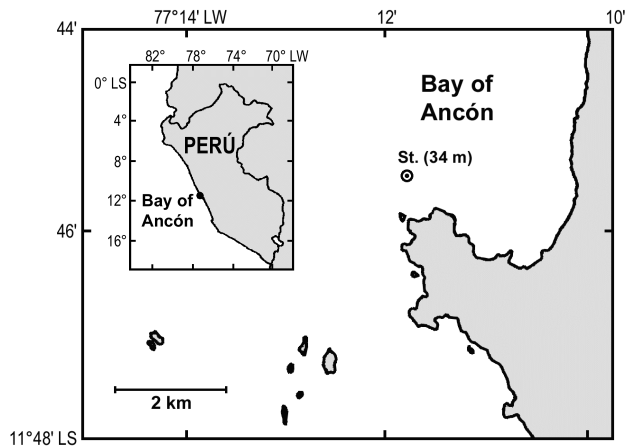 77°14' LW 12' 10'
44'
82° 78° 74° 70° LW
0° LS
4°
PERÚ
8°
12°
Bay of
Ancón
16°
Bay of
Ancón
St. (34 m)
46'
2 km
11°48' LS